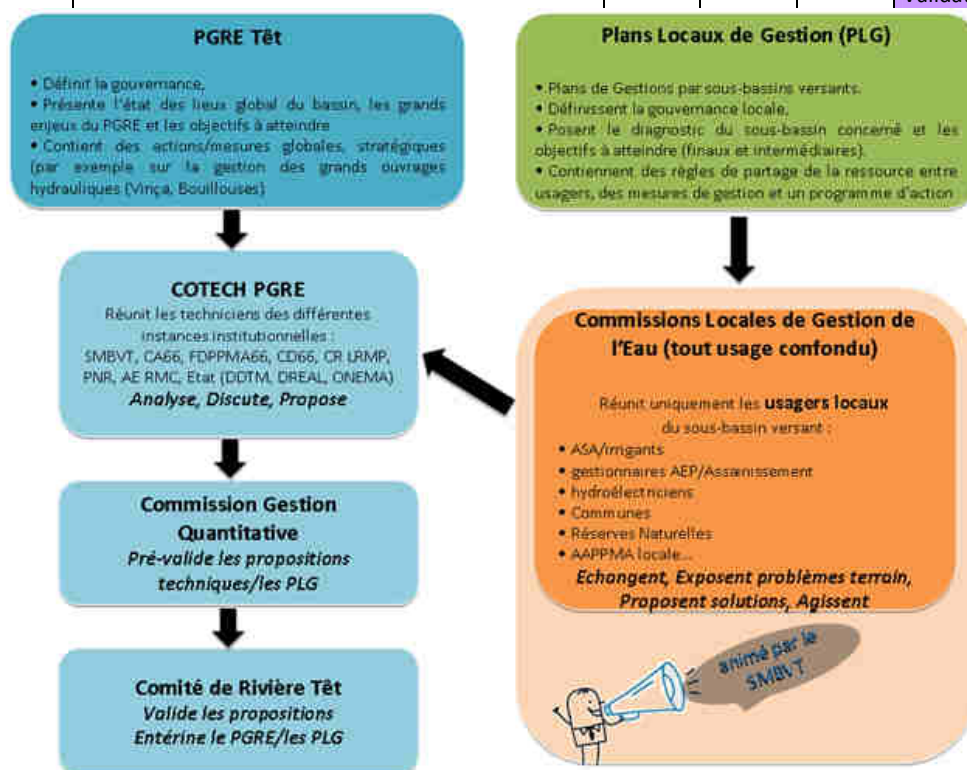 PGRE Têt
• Définit la gouvernance,
• Présente l'état des lieux global du bassin, les grands
enjeux du PGRE et les objectifs à atteindre
• Contient des actions/mesures globales, stratégiques
(par exemple sur la gestion des grands ouvrages
hydrauliques (Vinça, Bouillouses)
Plans Locaux de Gestion (PLG)
• Plans de Gestions par sous-bassins versants.
• Définissent la gouvernance locale,
• Posent le diagnostic du sous-bassin concerné et les
objectifs à atteindre (finaux et intermédiaires).
• Contiennent des règles de partage de la ressource entre
usagers, des mesures de gestion et un programme d'action
COTECH PGRE
Réunit les techniciens des différentes
instances institutionnelles :
SMBVT, CA66, FDPPMA66, CD66, CR LRMP,
PNR, AE RMC, Etat (DDTM, DREAL, ONEMA)
Analyse, Discute, Propose
Commissions Locales de Gestion de
l'Eau (tout usage confondu)
Réunit uniquement les usagers locaux
du sous-bassin versant :
• ASA/irrigants
• gestionnaires AEP/Assainissement
• hydroélectriciens
• Communes
• Réserves Naturelles
• AAPPMA locale...
Echangent, Exposent problèmes terrain,
Proposent solutions, Agissent
animé par le
SMBVT
Commission Gestion
Quantitative
Pré-valide les propositions
techniques/les PLG
Comité de Rivière Têt
Valide les propositions
Entérine le PGRE/les PLG